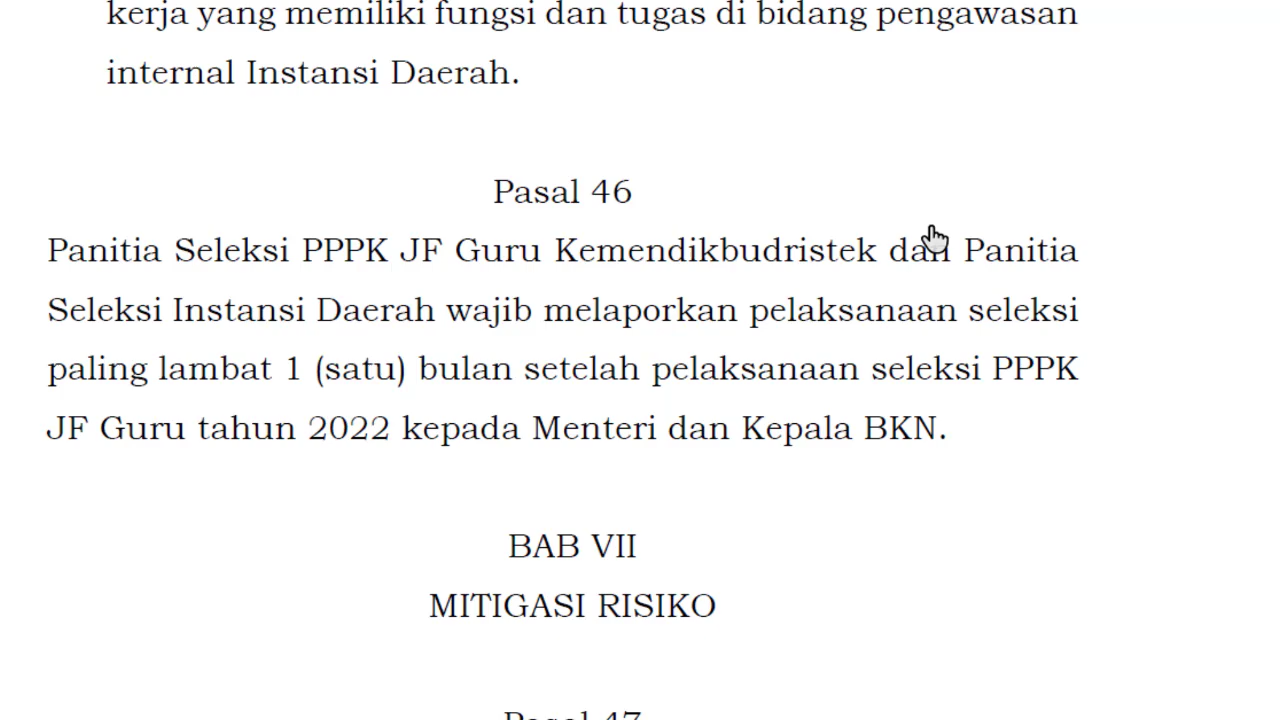 kerja yang memiliki fungsi dan tugas di bidang pengawasan
internal Instansi Daerah.
Pasal 46
Panitia Seleksi PPPK JF Guru Kemendikbudristek dan Panitia
Seleksi Instansi Daerah wajib melaporkan pelaksanaan seleksi
paling lambat 1 (satu) bulan setelah pelaksanaan seleksi PPPK
JF Guru tahun 2022 kepada Menteri dan Kepala BKN.
BAB VII
MITIGASI RISIKO
Pasal 47